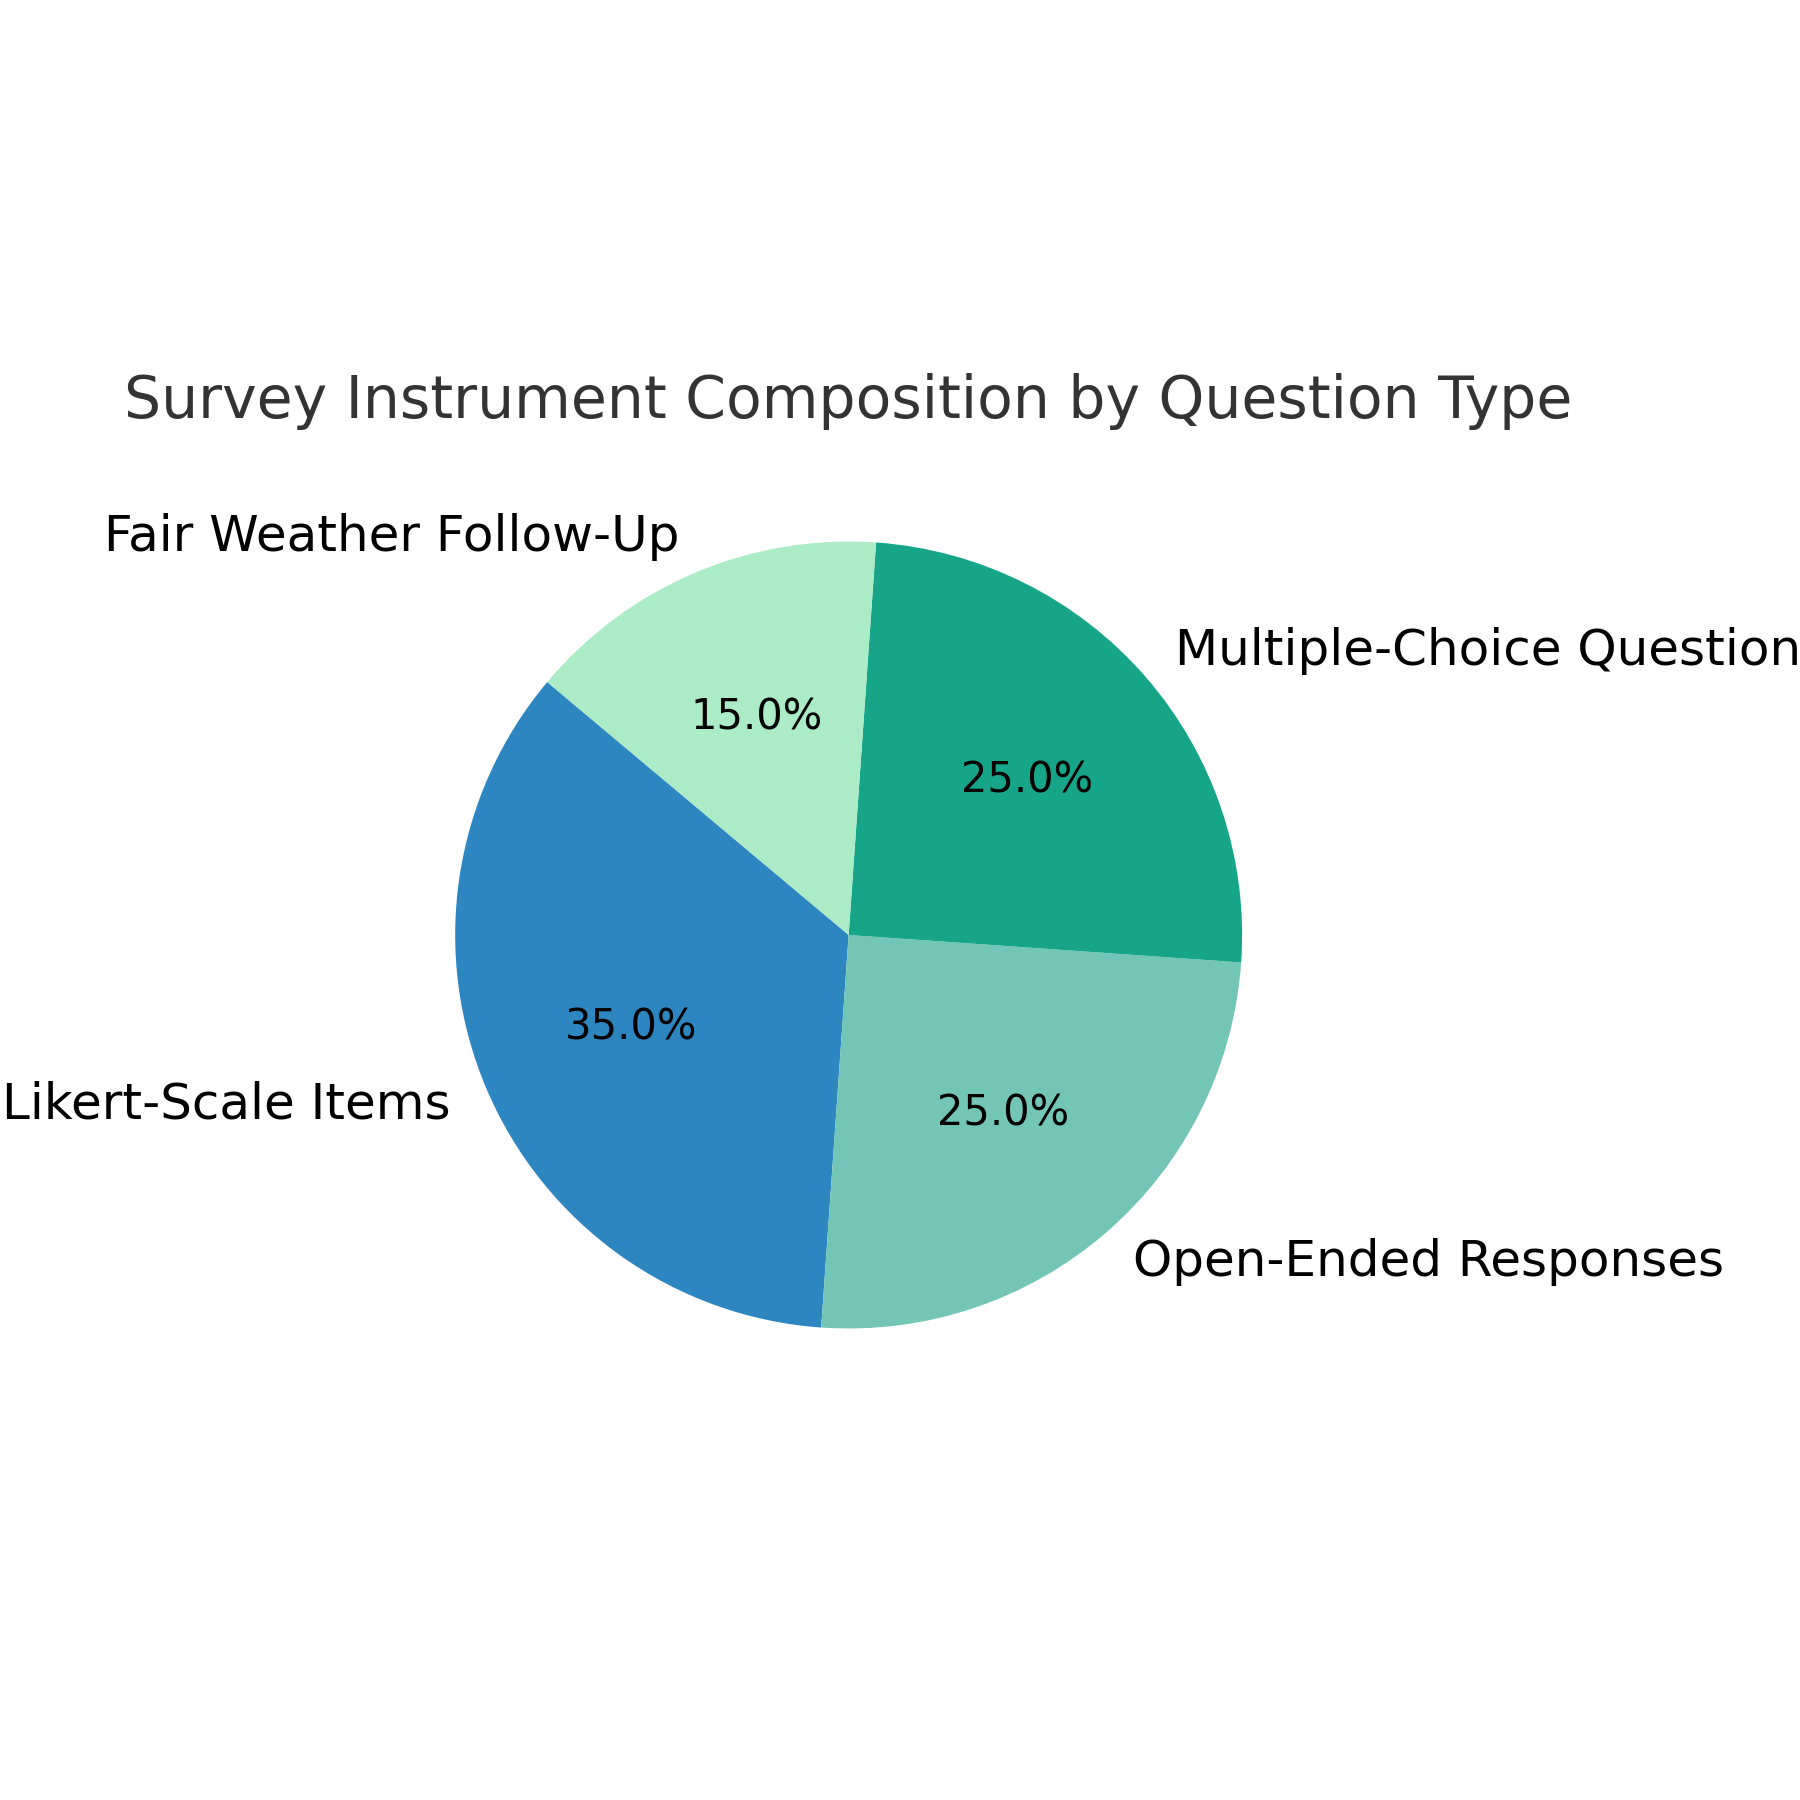 Survey Instrument Composition by Question Type
Fair Weather Follow-Up
Multiple-Choice Question
15.0%
25.0%
35.0%
Likert-Scale Items
25.0%
Open-Ended Responses